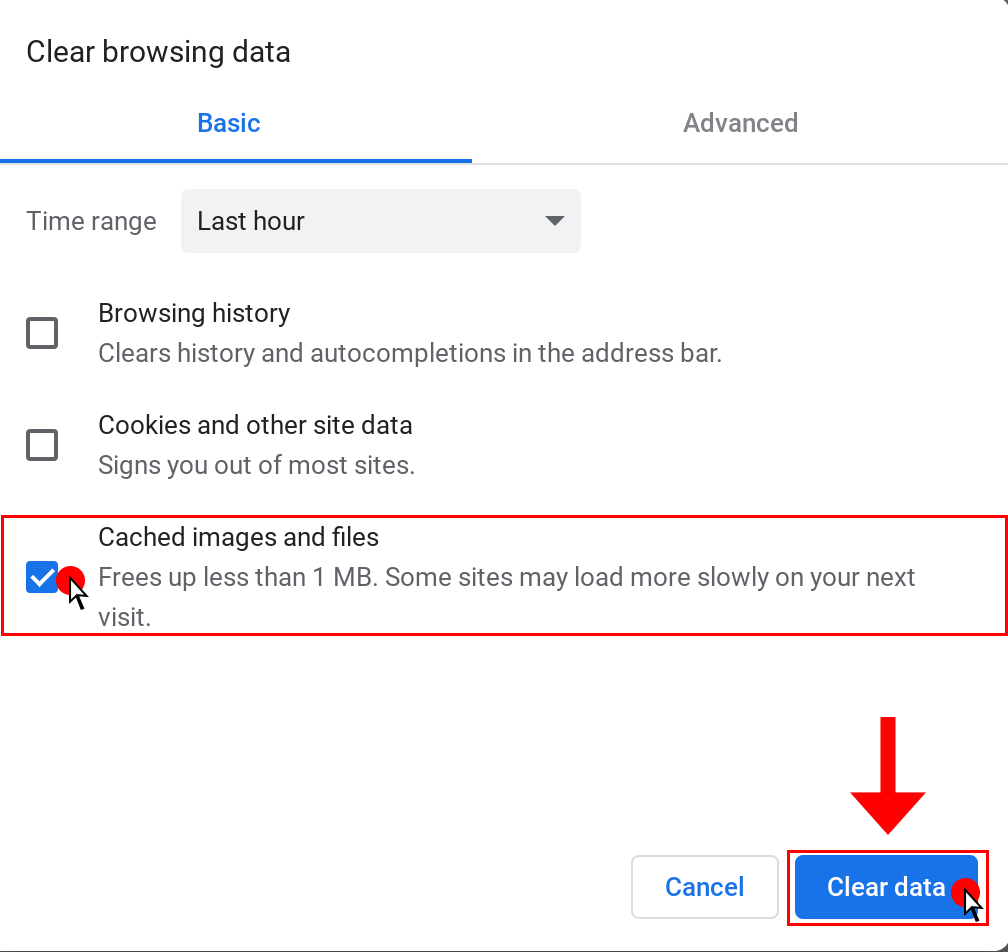 Clear browsing data
Basic
Advanced
Time range
Last hour
Browsing history
Clears history and autocompletions in the address bar.
Cookies and other site data
Signs you out of most sites.
Cached images and files
Frees up less than 1 MB. Some sites may load more slowly on your next
visit.
Cancel
Clear data